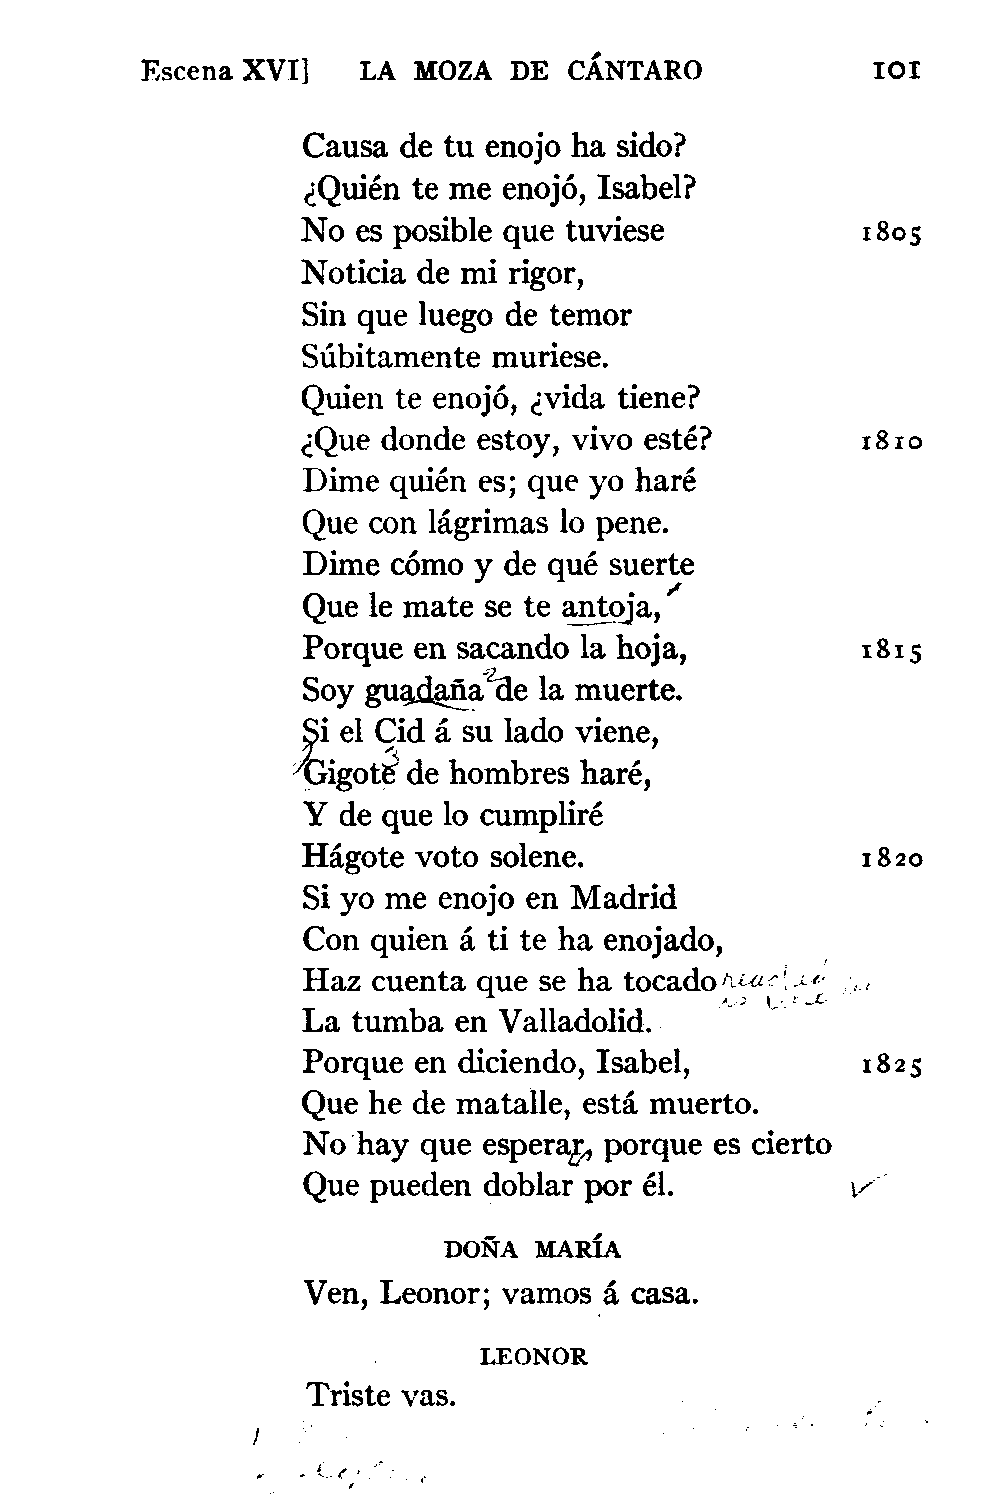 Escena XVI] LA MOZA DE CÁNTARO 101
Causa de tu enojo ha sido?
¿Quién te me enojó, Isabel?
No es posible que tuviese 1805
Noticia de mi rigor,
Sin que luego de temor
Súbitamente muriese.
Quien te enojó, ¿vida tiene?
¿Que donde estoy, vivo esté? 1810
Dime quién es; que yo haré
Que con lágrimas lo pene.
Dime cómo y de qué suerte
Que le mate se te antoja,
Porque en sacando la hoja, 1815
Soy guadaña de la muerte.
Si el Cid á su lado viene,
Gigote de hombres haré,
Y de que lo cumpliré
Hágote voto solene. 1820
Si yo me enojo en Madrid
Con quien á ti te ha enojado,
Haz cuenta que se ha tocado
La tumba en Valladolid.
Porque en diciendo, Isabel, 1825
Que he de matalle, está muerto.
No hay que esperar, porque es cierto
Que pueden doblar por él.
DOÑA MARÍA
Ven, Leonor; vamos á casa.
LEONOR
Triste vas.